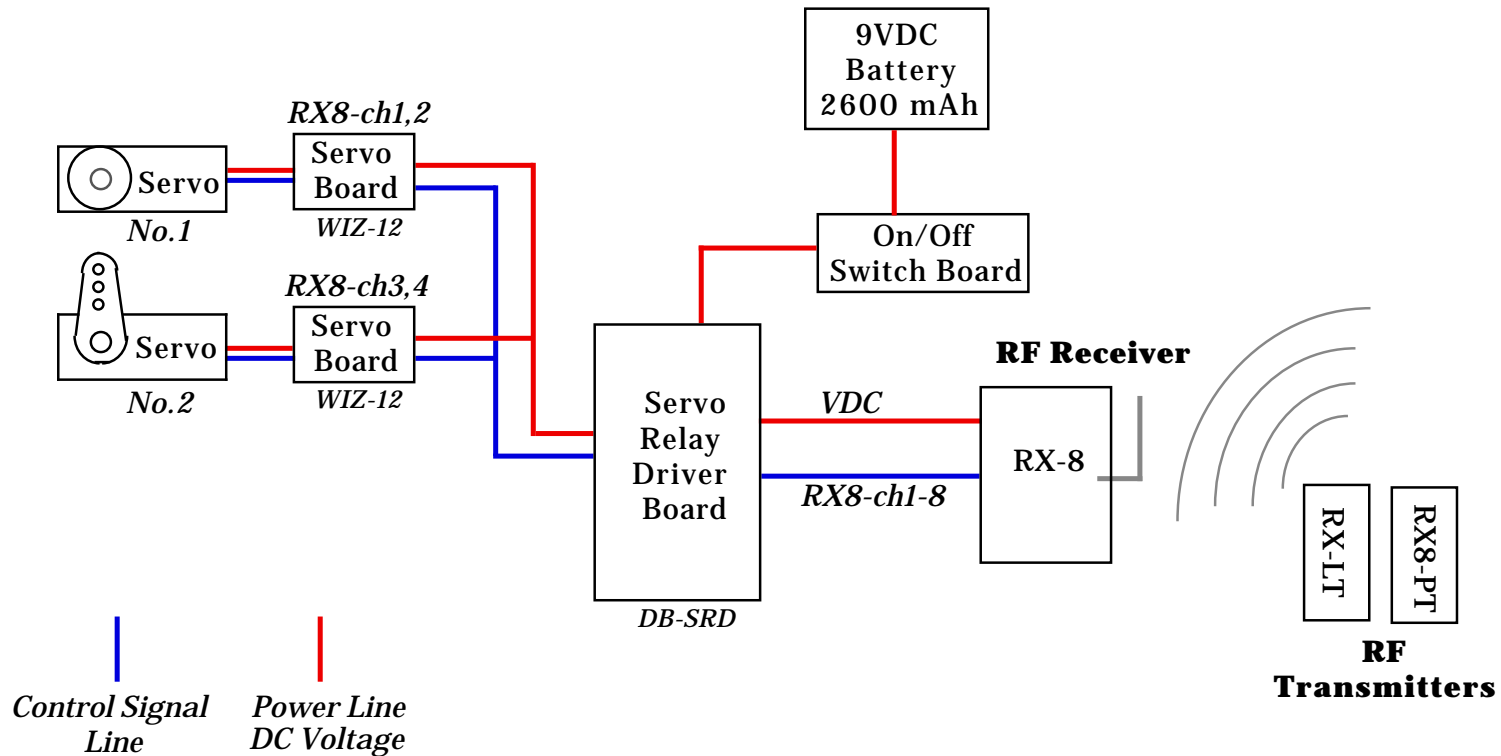 9VDC
Battery
2600 mAh
RX8-ch1,2
Servo
Servo
Board
No.1
WIZ-12
On/Off
Switch Board
RX8-ch3,4
Servo
Servo
Board
No.2
WIZ-12
RF Receiver
Servo
Relay
Driver
Board
VDC
RX8-ch1-8
RX-8
DB-SRD
RX-LT
RX8-PT
RF
Transmitters
Control Signal
Line
Power Line
DC Voltage